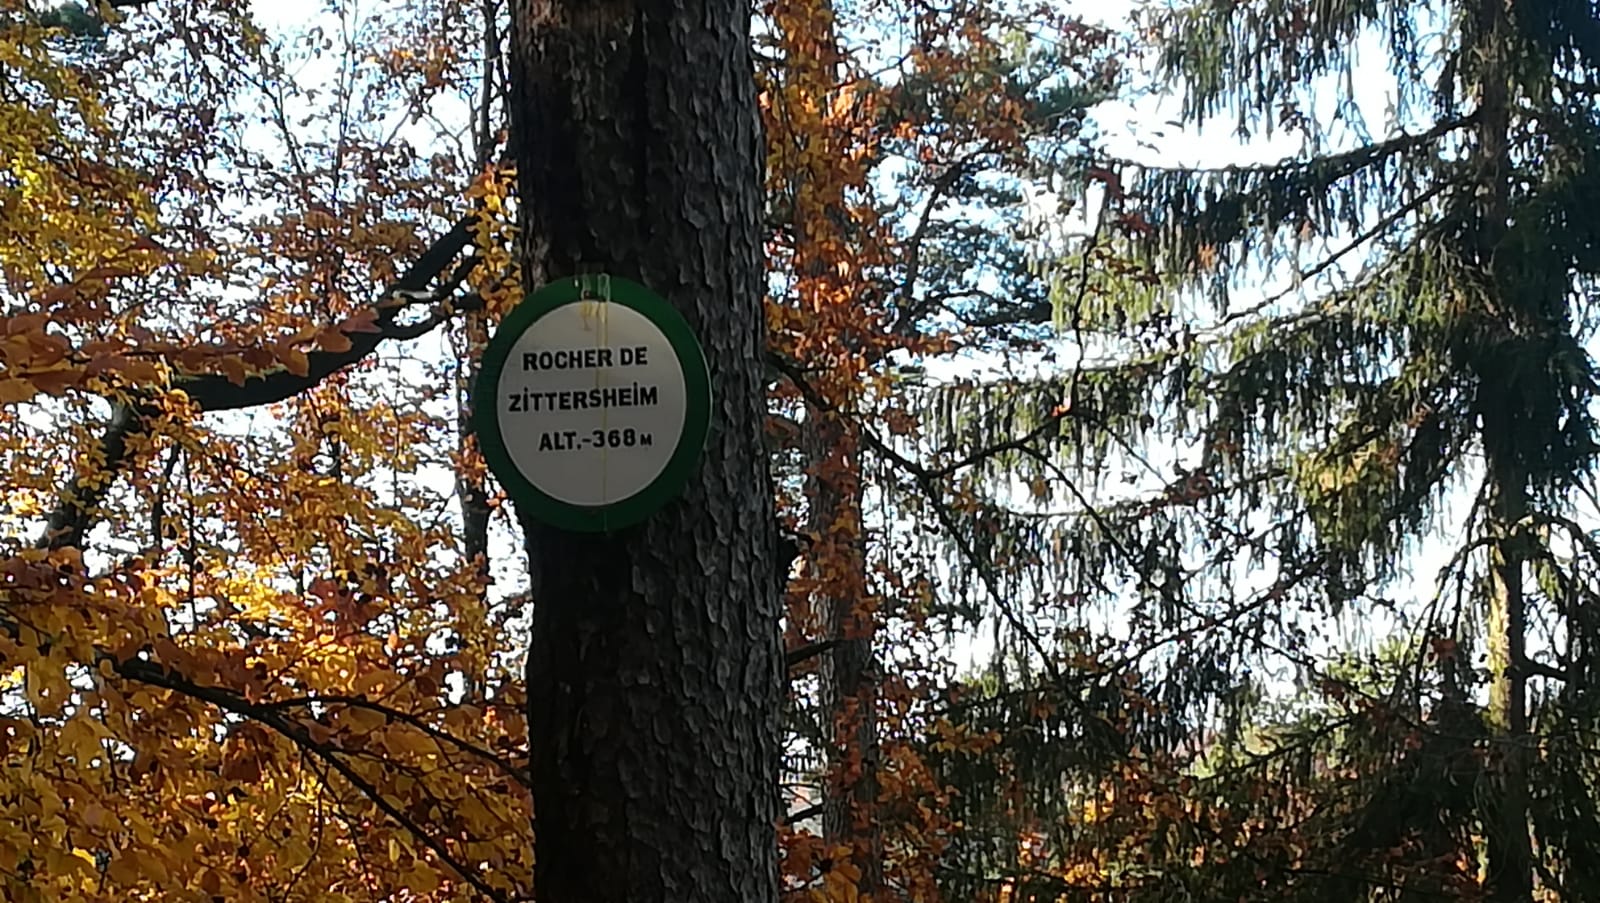 ROCHER DE
ZiTTERSHEiM
ALT.-368 M